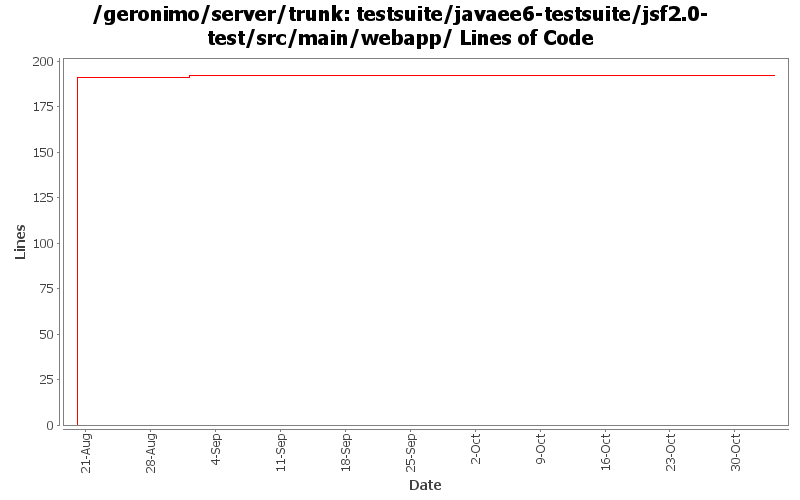 /geronimo/server/trunk: testsuite/javaee6-testsuite/jsf2.0-
test/src/main/webapp/ Lines of Code
200
175
150
125
100
75
50
25
0
Lines
21-Aug
28-Aug
4-Sep
11-Sep
18-Sep
25-Sep
2-Oct
9-Oct
16-Oct
23-Oct
30-Oct
Date